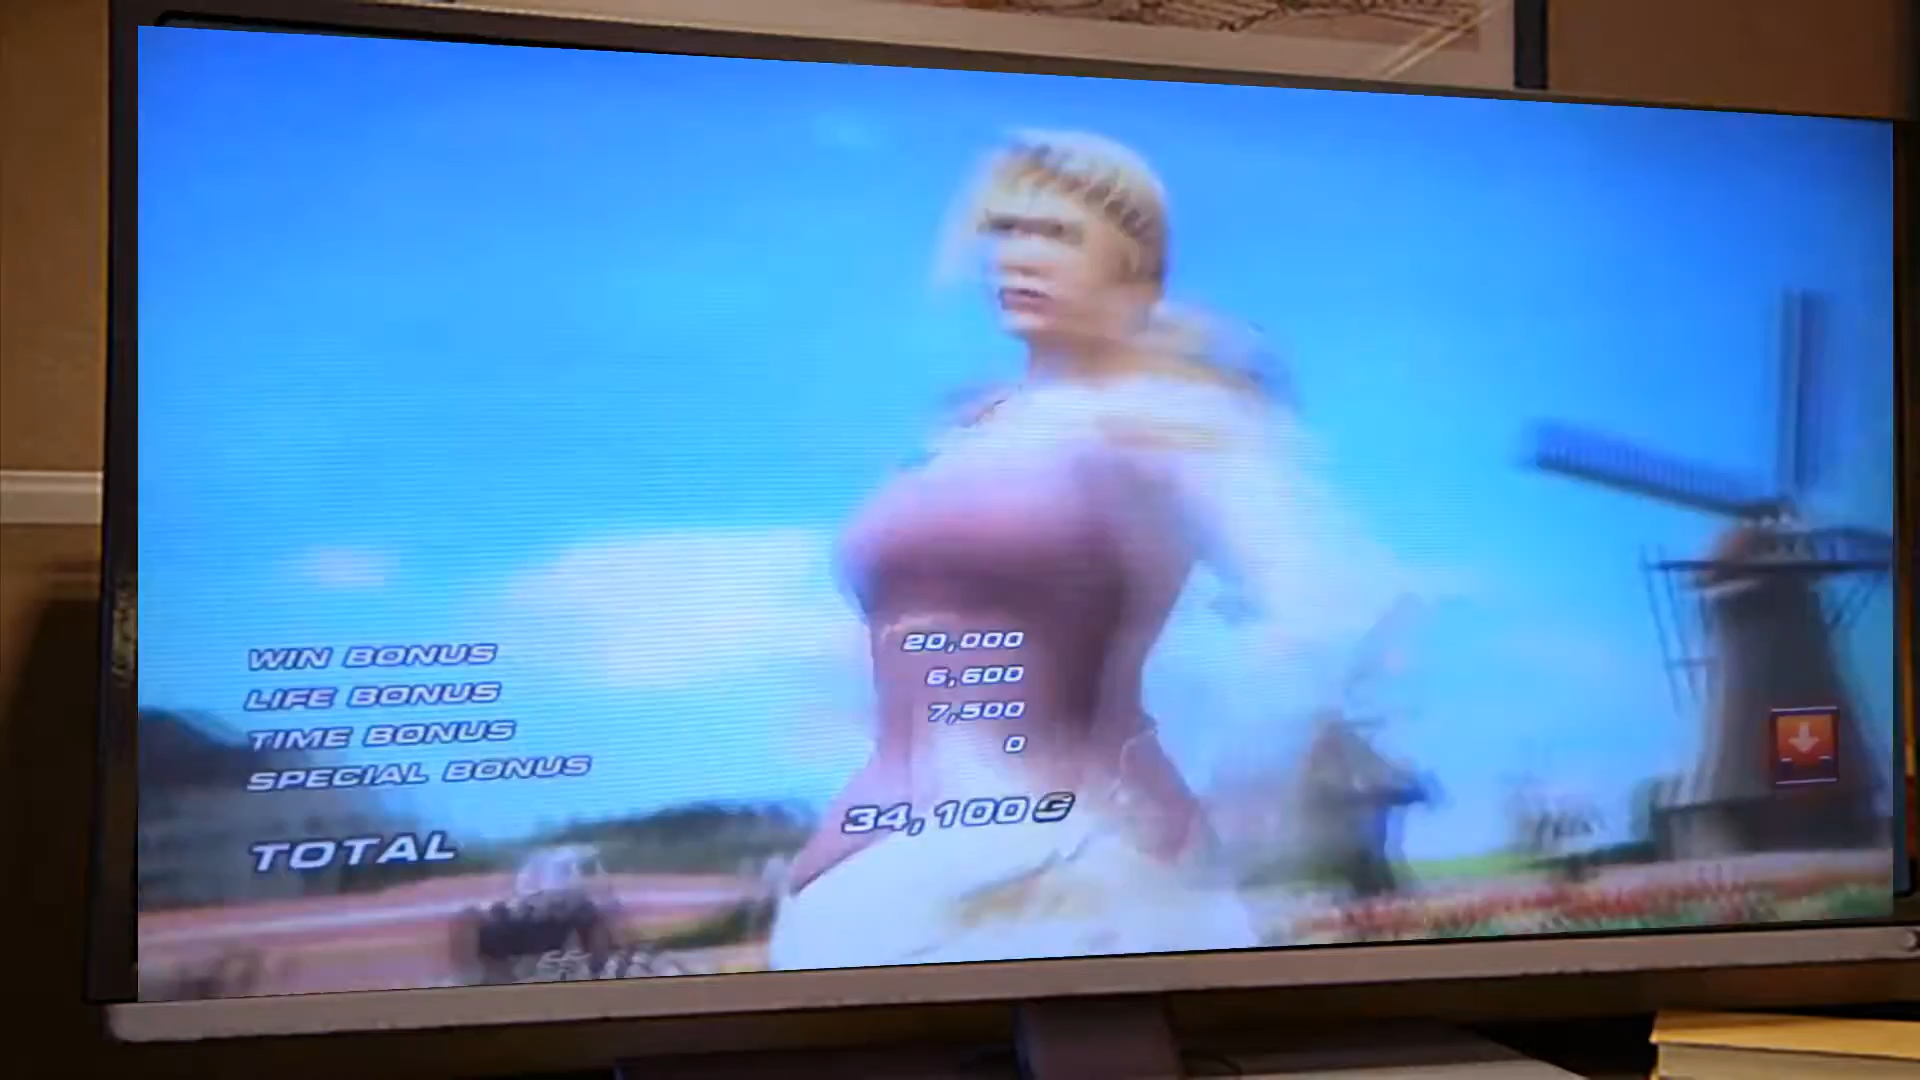 WIN BONUS 20,000
LIFE BONUS 6,600
TIME BONUS 7,500
SPECIAL BONUS 0
TOTAL 34,100 G